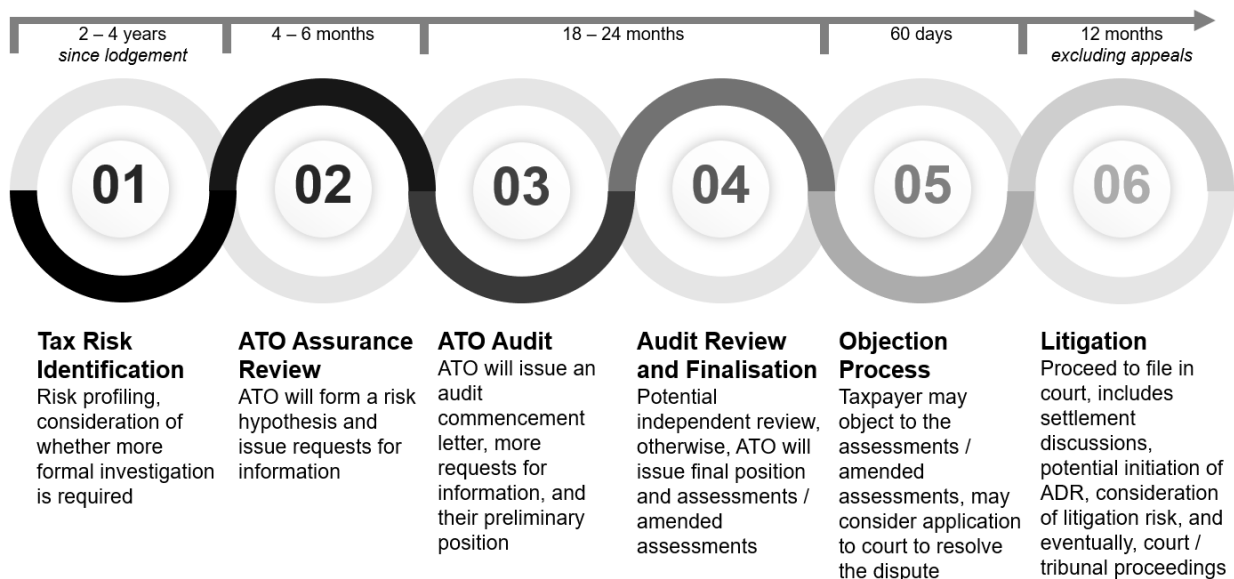 2 – 4 years
since lodgement
4 – 6 months
18 – 24 months
60 days
12 months
excluding appeals
01
02
03
04
05
06
Tax Risk
Identification
Risk profiling,
consideration of
whether more
formal investigation
is required
ATO Assurance
Review
ATO will form a risk
hypothesis and
issue requests for
information
ATO Audit
ATO will issue an
audit
commencement
letter, more
requests for
information, and
their preliminary
position
Audit Review
and Finalisation
Potential
independent review,
otherwise, ATO will
issue final position
and assessments /
amended
assessments
Objection
Process
Taxpayer may
object to the
assessments /
amended
assessments, may
consider application
to court to resolve
the dispute
Litigation
Proceed to file in
court, includes
settlement
discussions,
potential initiation of
ADR, consideration
of litigation risk, and
eventually, court /
tribunal proceedings